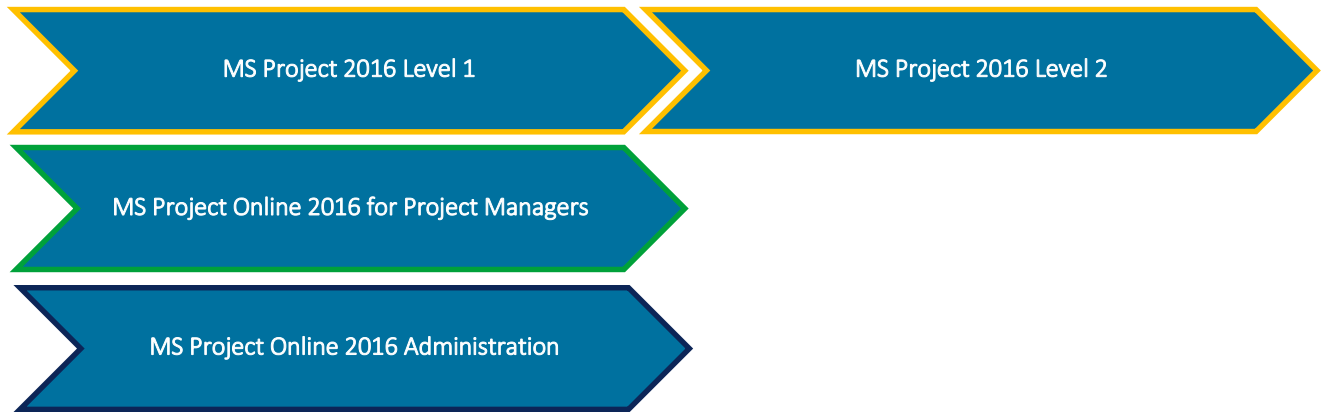 MS Project 2016 Level 1
MS Project 2016 Level 2
MS Project Online 2016 for Project Managers
MS Project Online 2016 Administration